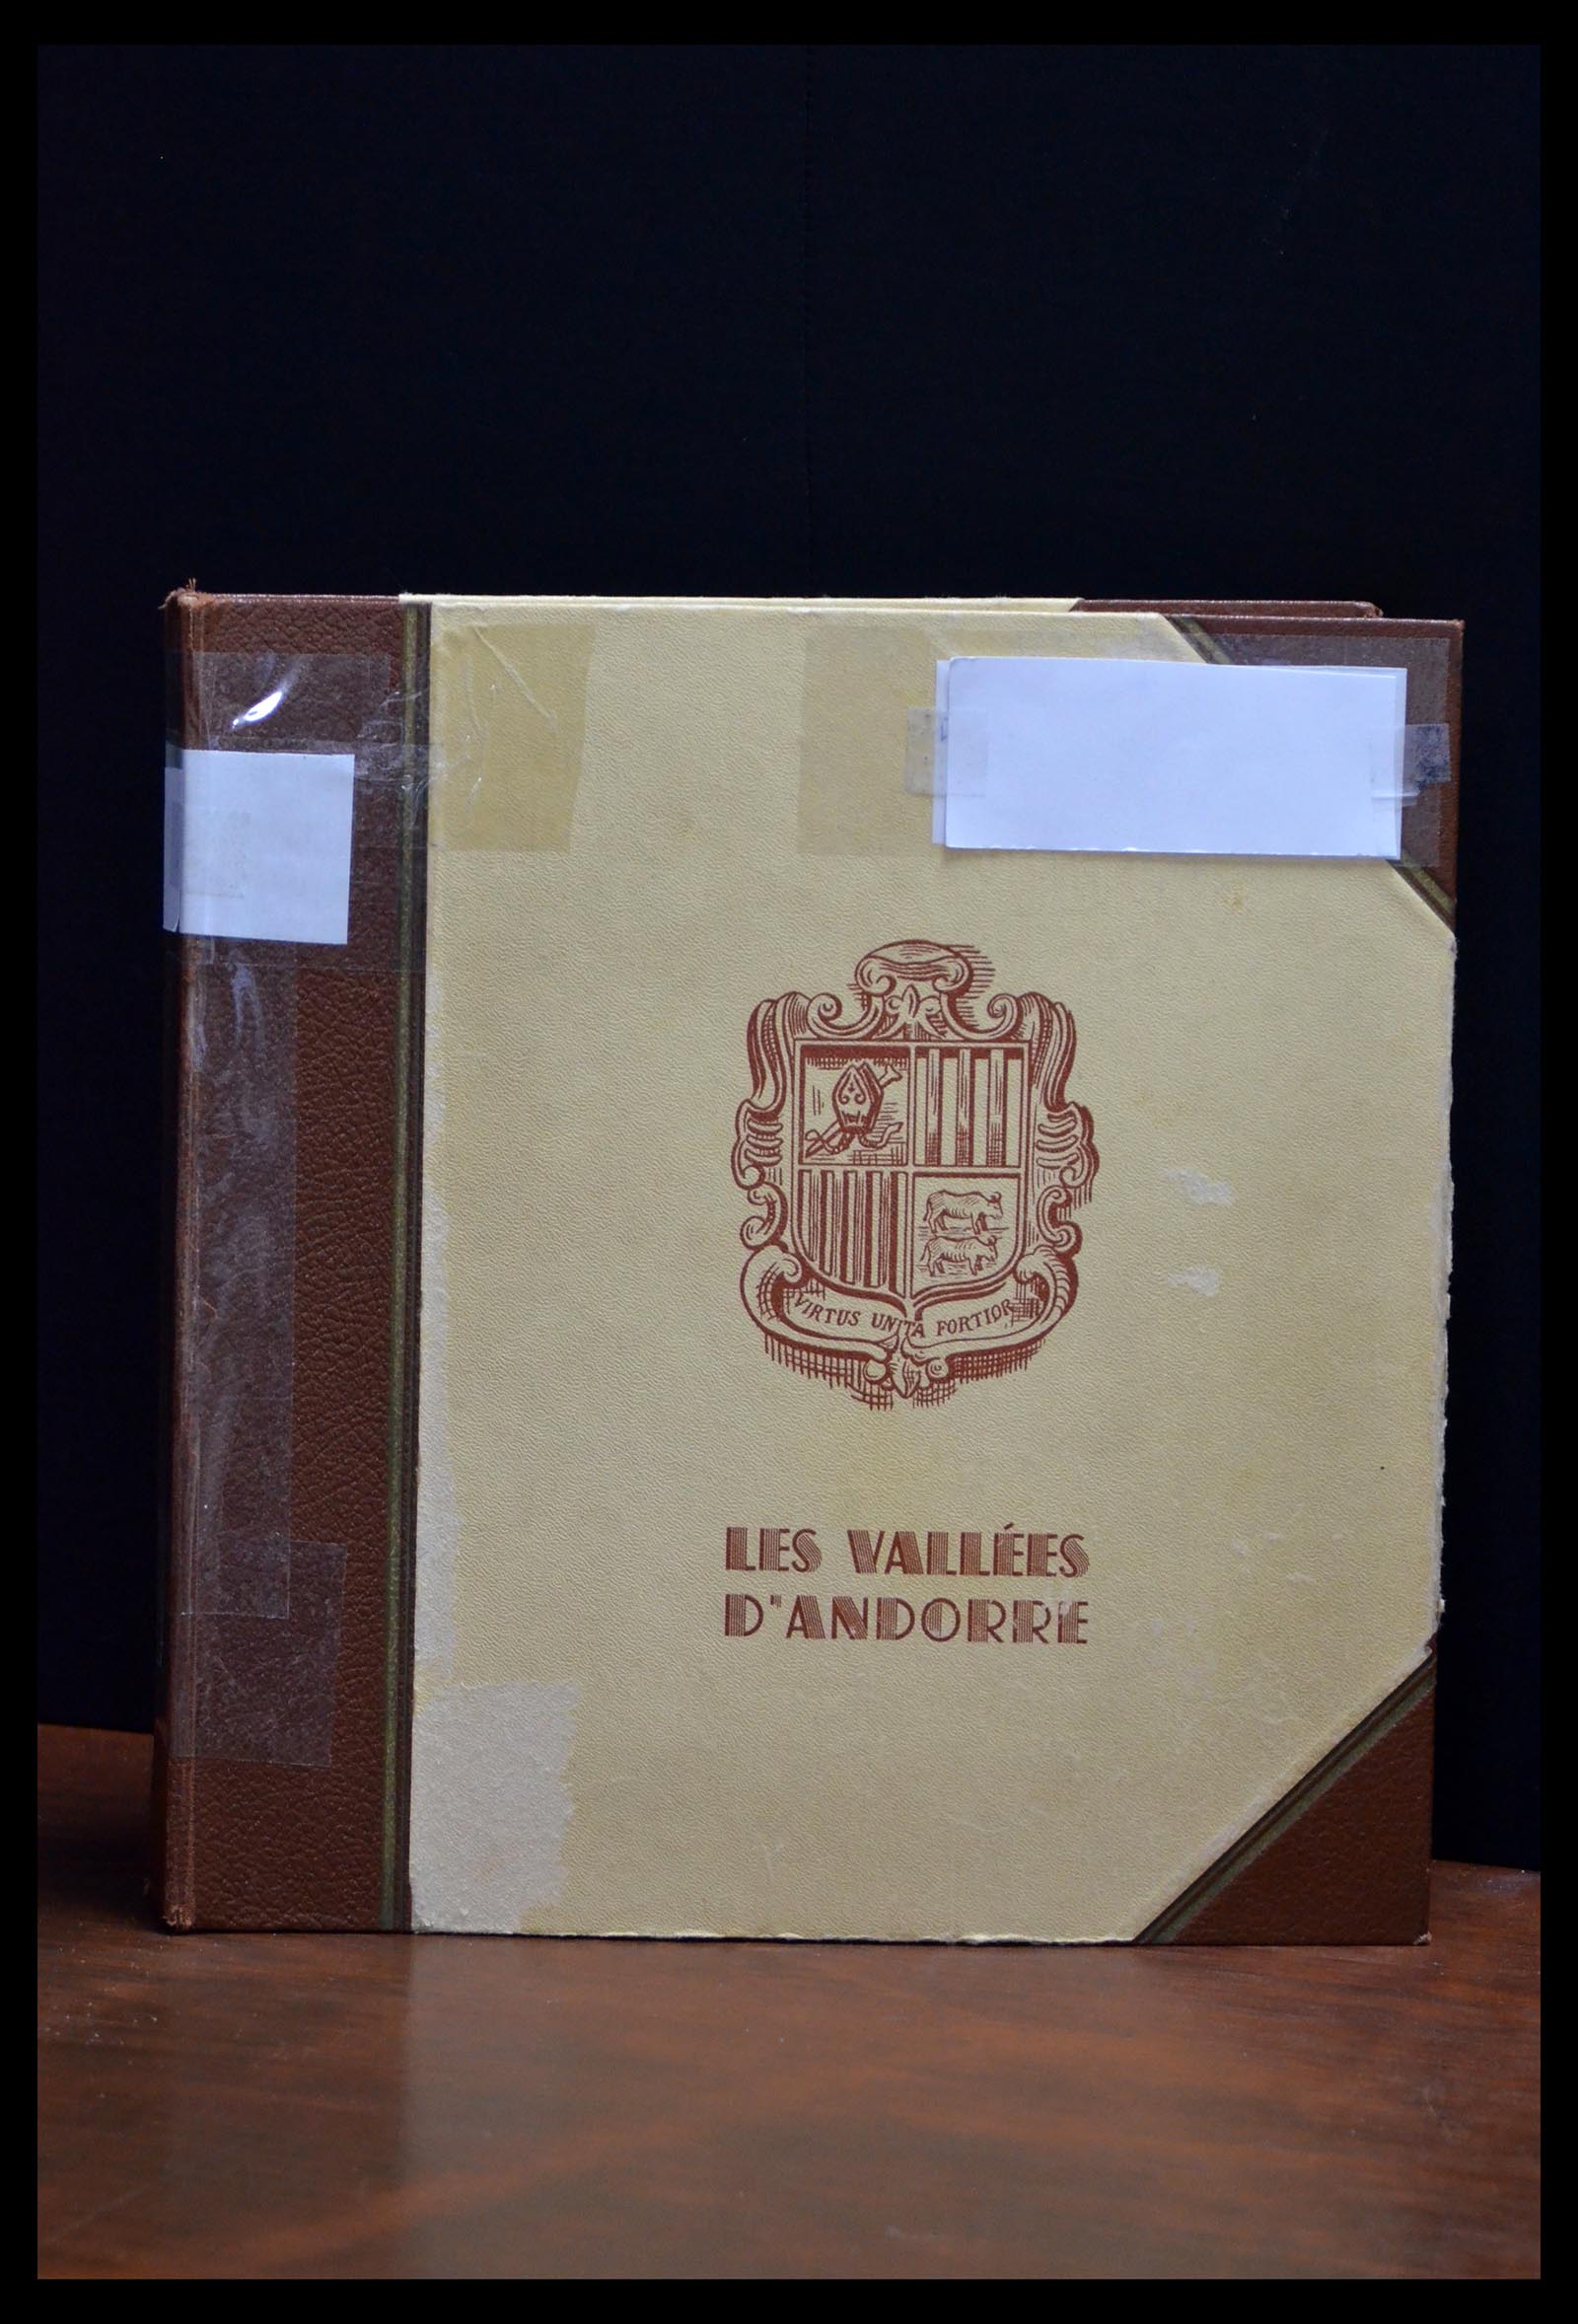 VIRTUS UNITA FORTIOR
LES VALLÉES
D'ANDORRE